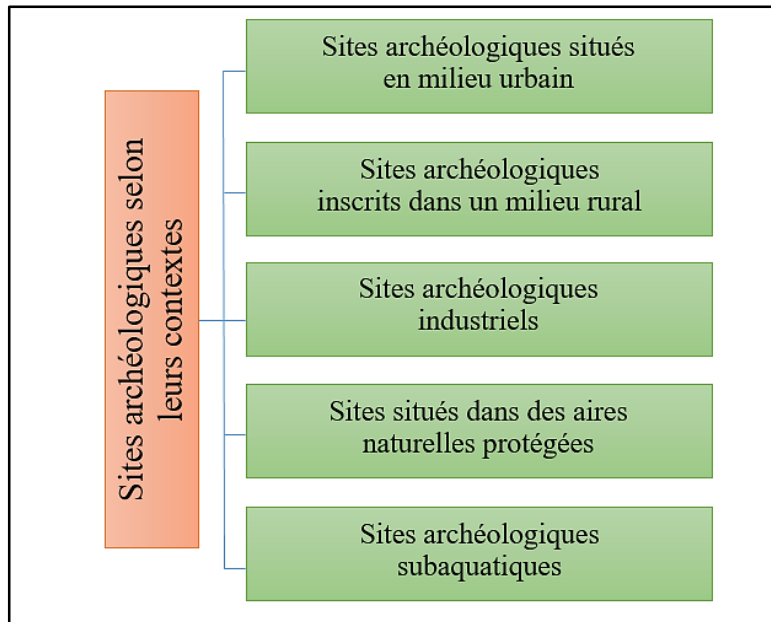 Sites archéologiques selon
leurs contextes
Sites archéologiques situés
en milieu urbain
Sites archéologiques
inscrits dans un milieu rural
Sites archéologiques
industriels
Sites situés dans des aires
naturelles protégées
Sites archéologiques
subaquatiques